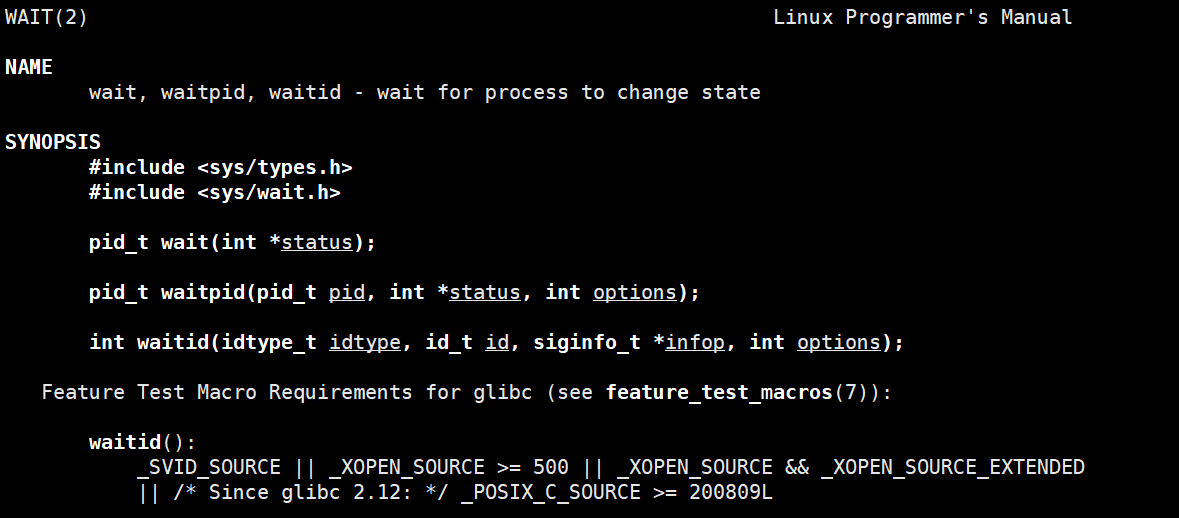 WAIT(2) Linux Programmer's Manual
NAME
wait, waitpid, waitid - wait for process to change state
SYNOPSIS
#include <sys/types.h>
#include <sys/wait.h>
pid_t wait(int *status);
pid_t waitpid(pid_t pid, int *status, int options);
int waitid(idtype_t idtype, id_t id, siginfo_t *infop, int options);
Feature Test Macro Requirements for glibc (see feature_test_macros(7)):
waitid():
_SVID_SOURCE || _XOPEN_SOURCE >= 500 || _XOPEN_SOURCE && _XOPEN_SOURCE_EXTENDED
|| /* Since glibc 2.12: */ _POSIX_C_SOURCE >= 200809L